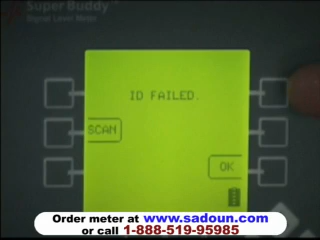 Super Buddy™
Signal Level Meter
ID FAILED.
SCAN
OK
Order meter at www.sadoun.com
or call 1-888-519-95985